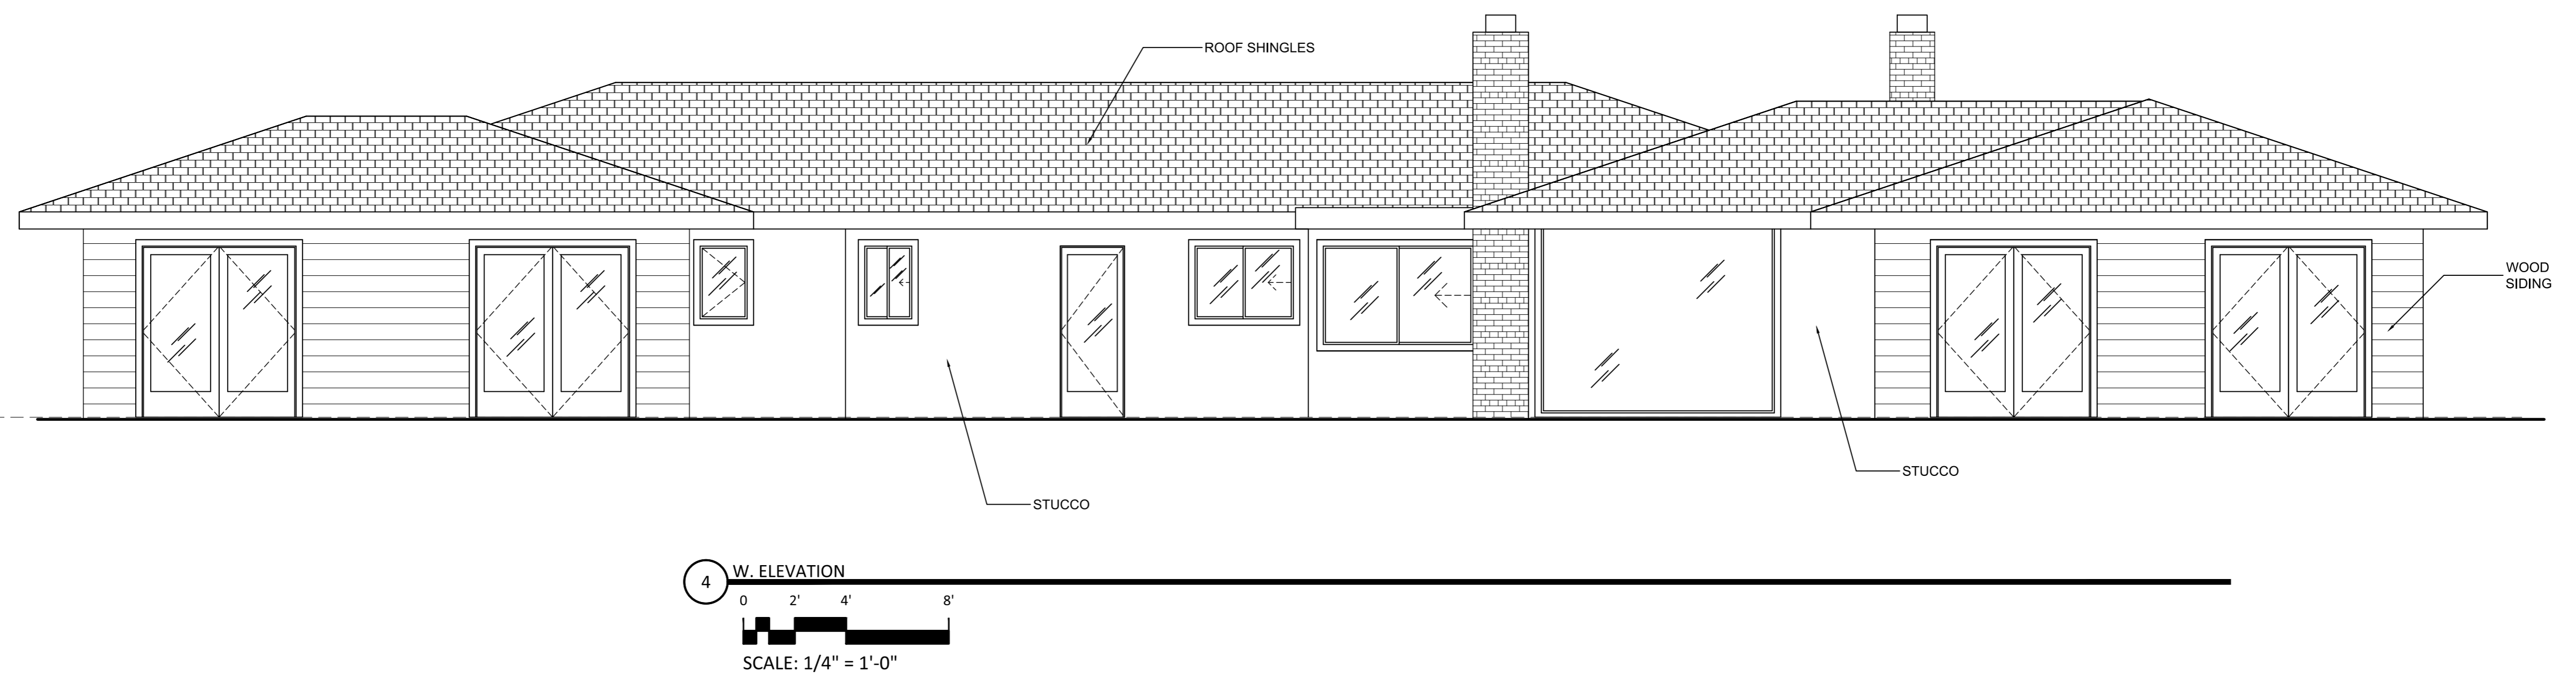 ROOF SHINGLES
WOOD
SIDING
STUCCO
STUCCO
4
W. ELEVATION
0 2' 4' 8'
SCALE: 1/4" = 1'-0"